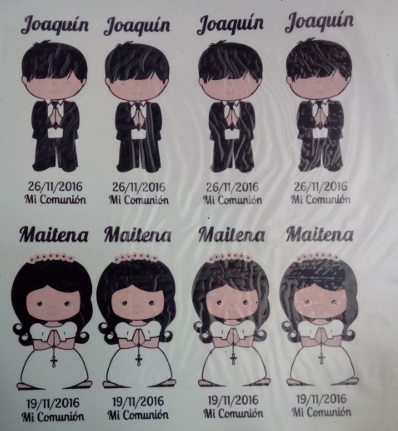 Joaquín Joaquín Joaquín Joaquín
26/11/2016 26/11/2016 26/11/2016 26/11/2016
Mi Comunión Mi Comunión Mi Comunión Mi Comunión
Maitena Maitena Maitena Maitena
19/11/2016 19/11/2016 19/11/2016 19/11/2016
Mi Comunión Mi Comunión Mi Comunión Mi Comunión